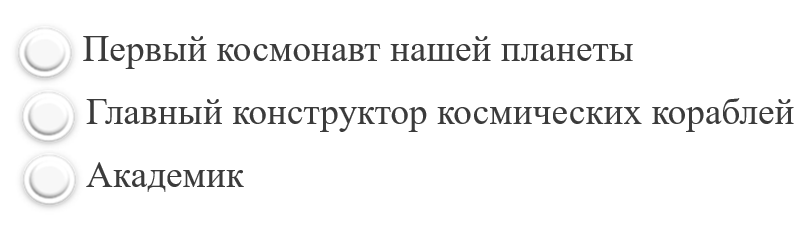 Первый космонавт нашей планеты
Главный конструктор космических кораблей
Академик